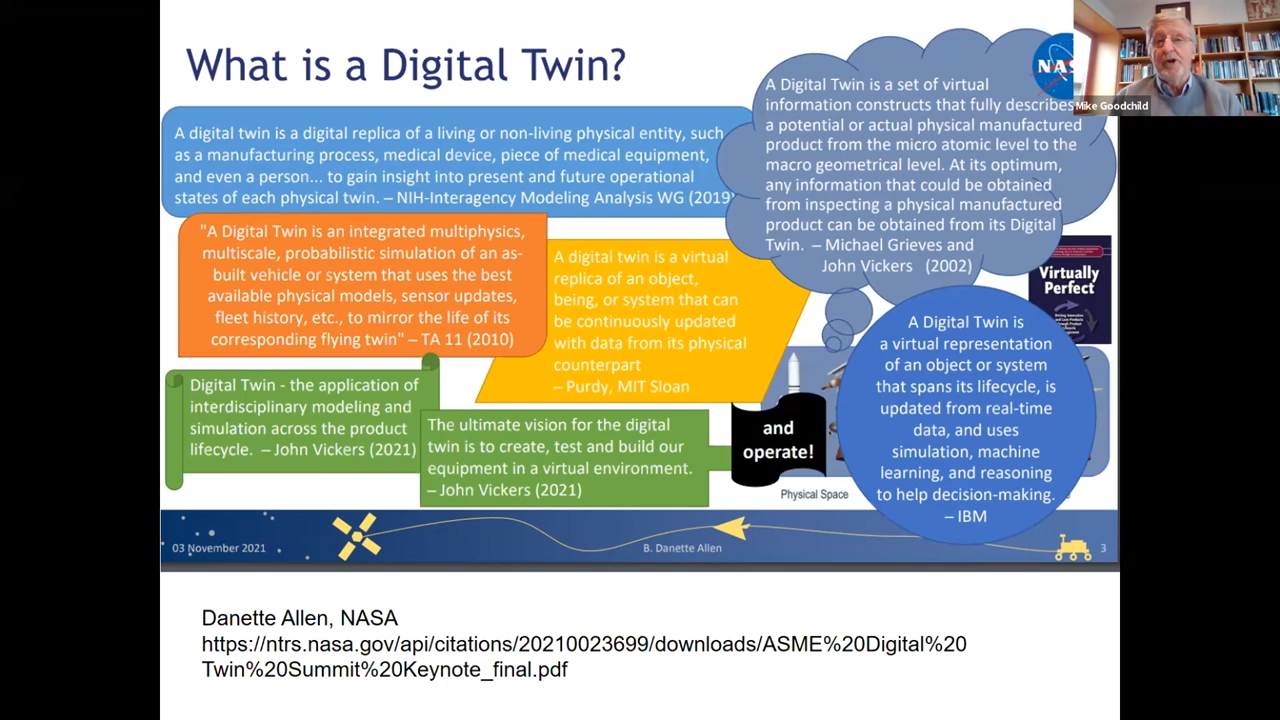 What is a Digital Twin?
NAS
Mike Goodchild
A digital twin is a digital replica of a living or non-living physical entity, such
as a manufacturing process, medical device, piece of medical equipment,
and even a person... to gain insight into present and future operational
states of each physical twin. – NIH-Interagency Modeling Analysis WG (2019)
A Digital Twin is a set of virtual
information constructs that fully describes
a potential or actual physical manufactured
product from the micro atomic level to the
macro geometrical level. At its optimum,
any information that could be obtained
from inspecting a physical manufactured
product can be obtained from its Digital
Twin. – Michael Grieves and
John Vickers (2002)
"A Digital Twin is an integrated multiphysics,
multiscale, probabilistic simulation of an as-
built vehicle or system that uses the best
available physical models, sensor updates,
fleet history, etc., to mirror the life of its
corresponding flying twin" – TA 11 (2010)
A digital twin is a virtual
replica of an object,
being, or system that can
be continuously updated
with data from its physical
counterpart
– Purdy, MIT Sloan
Virtually
Perfect
A Digital Twin is
a virtual representation
of an object or system
that spans its lifecycle, is
updated from real-time
data, and uses
simulation, machine
learning, and reasoning
to help decision-making.
– IBM
Digital Twin - the application of
interdisciplinary modeling and
simulation across the product
lifecycle. – John Vickers (2021)
The ultimate vision for the digital
twin is to create, test and build our
equipment in a virtual environment.
– John Vickers (2021)
and
operate!
Physical Space
03 November 2021
B. Danette Allen
3
Danette Allen, NASA
https://ntrs.nasa.gov/api/citations/20210023699/downloads/ASME%20Digital%20
Twin%20Summit%20Keynote_final.pdf